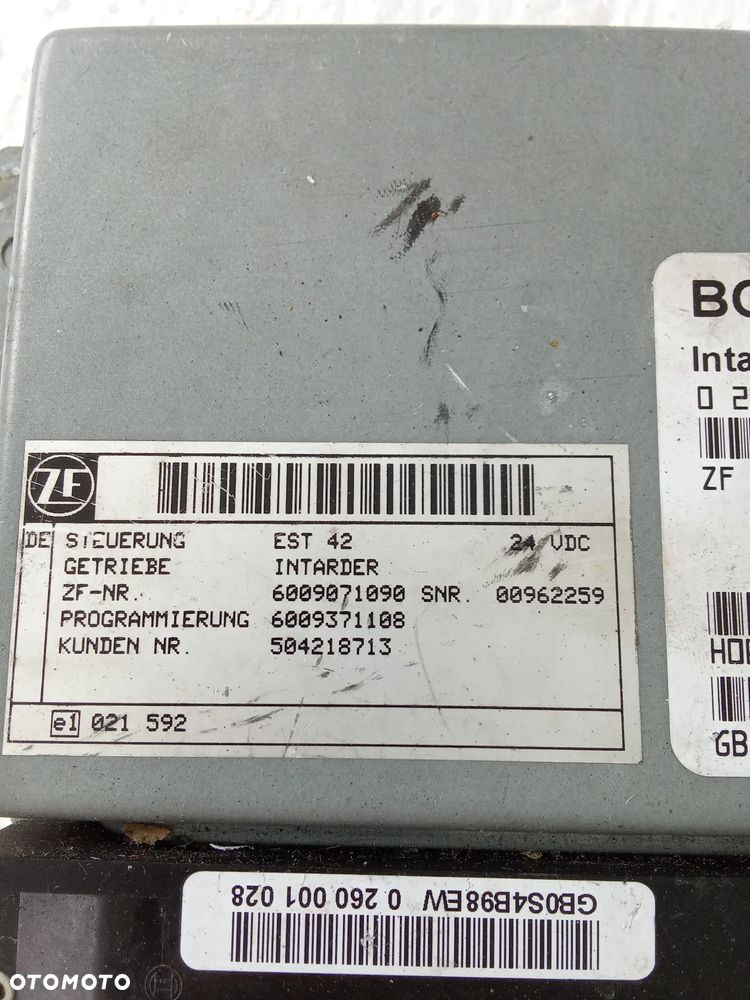 BO
Inta
0 2
ZF
ZF
DE STEUERUNG EST 42 24 VDC
GETRIEBE INTARDER
ZF-NR. 6009071090 SNR. 00962259
PROGRAMMIERUNG 6009371108
KUNDEN NR. 504218713
e1 021 592
GB
GB0S4B98EW 0 260 001 028
OTOMOTO